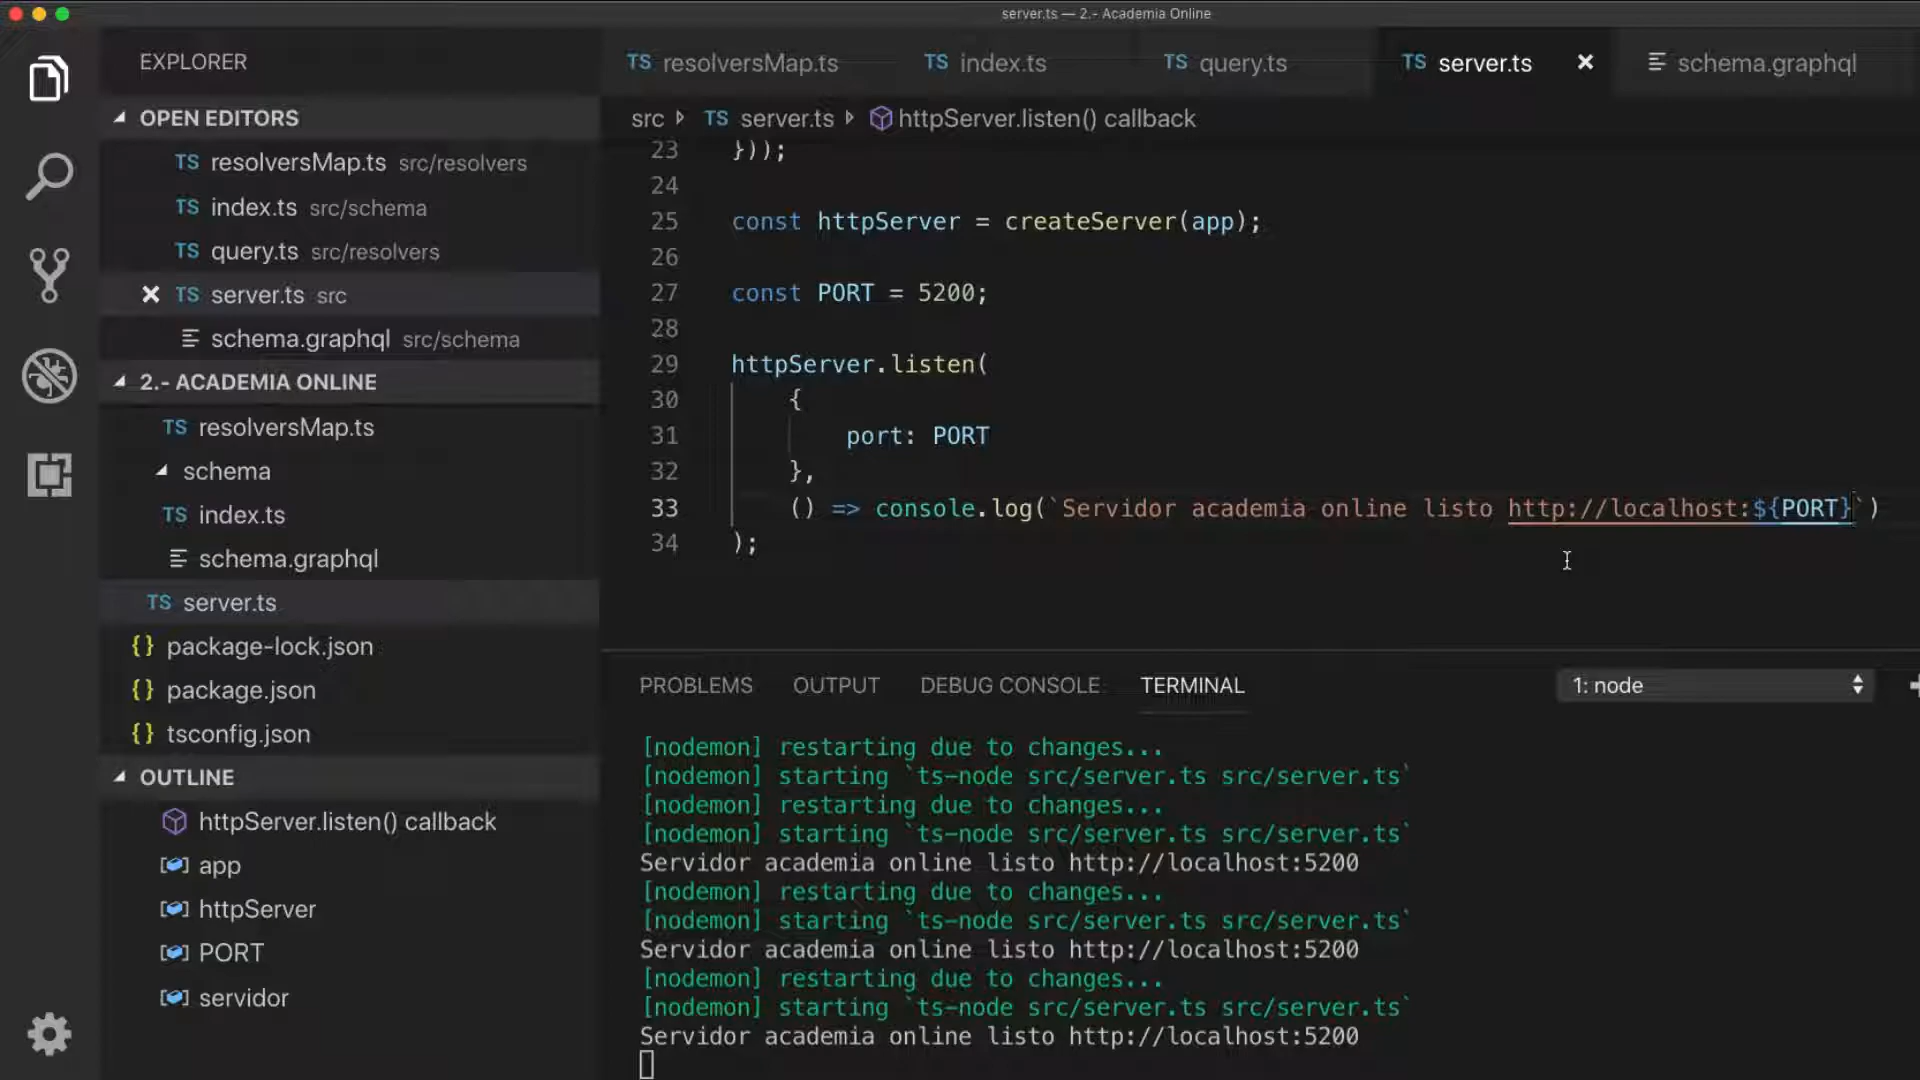 server.ts — 2.- Academia Online
EXPLORER
OPEN EDITORS
TS resolversMap.ts src/resolvers
TS index.ts src/schema
TS query.ts src/resolvers
TS server.ts src
schema.graphql src/schema
2.- ACADEMIA ONLINE
TS resolversMap.ts
schema
TS index.ts
schema.graphql
TS server.ts
{} package-lock.json
{} package.json
{} tsconfig.json
OUTLINE
httpServer.listen() callback
app
httpServer
PORT
servidor
TS resolversMap.ts TS index.ts TS query.ts TS server.ts schema.graphql
src TS server.ts httpServer.listen() callback
23 }));
24
25 const httpServer = createServer(app);
26
27 const PORT = 5200;
28
29 httpServer.listen(
30 {
31 port: PORT
32 },
33 () => console.log(`Servidor academia online listo http://localhost:${PORT}`)
34 );
PROBLEMS OUTPUT DEBUG CONSOLE TERMINAL 1: node
[nodemon] restarting due to changes...
[nodemon] starting `ts-node src/server.ts src/server.ts`
[nodemon] restarting due to changes...
[nodemon] starting `ts-node src/server.ts src/server.ts`
Servidor academia online listo http://localhost:5200
[nodemon] restarting due to changes...
[nodemon] starting `ts-node src/server.ts src/server.ts`
Servidor academia online listo http://localhost:5200
[nodemon] restarting due to changes...
[nodemon] starting `ts-node src/server.ts src/server.ts`
Servidor academia online listo http://localhost:5200